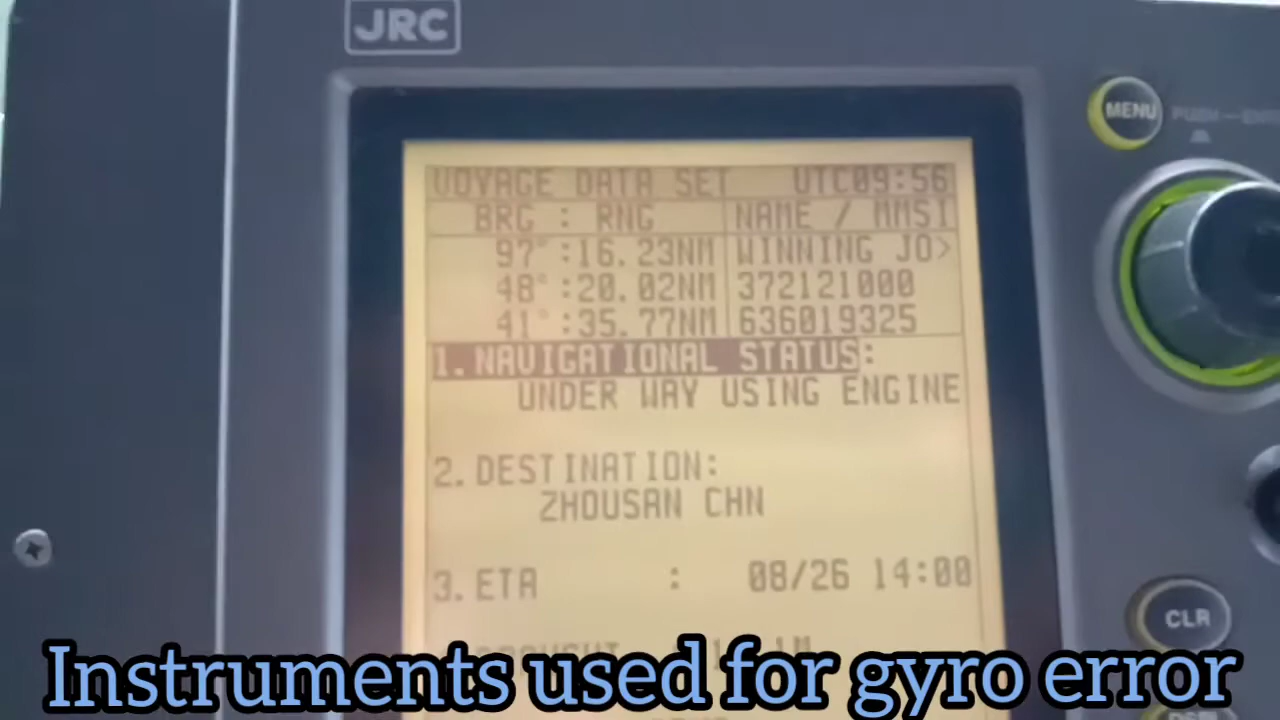 JRC
MENU
VOYAGE DATA SET UTC09:56
BRG : RNG NAME / MMSI
97° :16.23NM WINNING JO>
48° :20.02NM 372121000
41° :35.77NM 636019325
1.NAVIGATIONAL STATUS:
UNDER WAY USING ENGINE
2.DESTINATION:
ZHOUSAN CHN
3.ETA : 08/26 14:00
CLR
Instruments used for gyro error